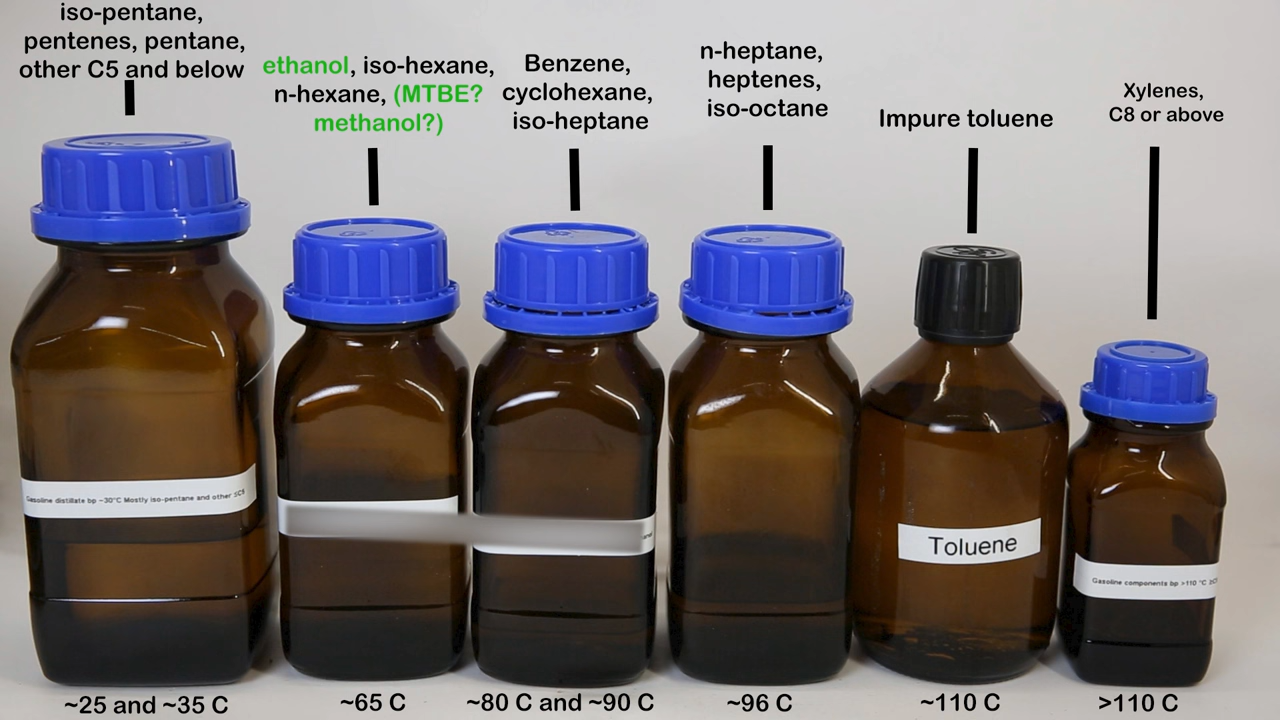 iso-pentane,
pentenes, pentane,
other C5 and below
ethanol, iso-hexane,
n-hexane, (MTBE?
methanol?)
Benzene,
cyclohexane,
iso-heptane
n-heptane,
heptenes,
iso-octane
Impure toluene
Xylenes,
C8 or above
Gasoline distillate bp ~30°C Mostly iso-pentane and other ≤C5
Toluene
Gasoline components bp >110 °C
~25 and ~35 C
~65 C
~80 C and ~90 C
~96 C
~110 C
>110 C